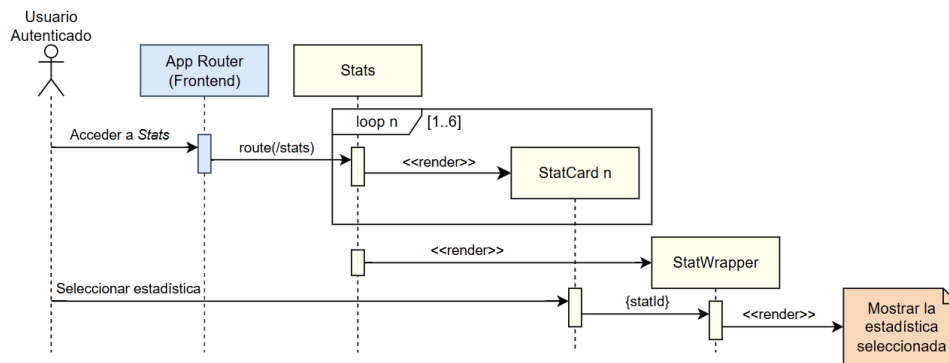 Usuario
Autenticado
App Router
(Frontend)
Stats
loop n
[1..6]
Acceder a Stats
route(/stats)
<<render>>
StatCard n
<<render>>
StatWrapper
Seleccionar estadística
{statId}
<<render>>
Mostrar la
estadística
seleccionada